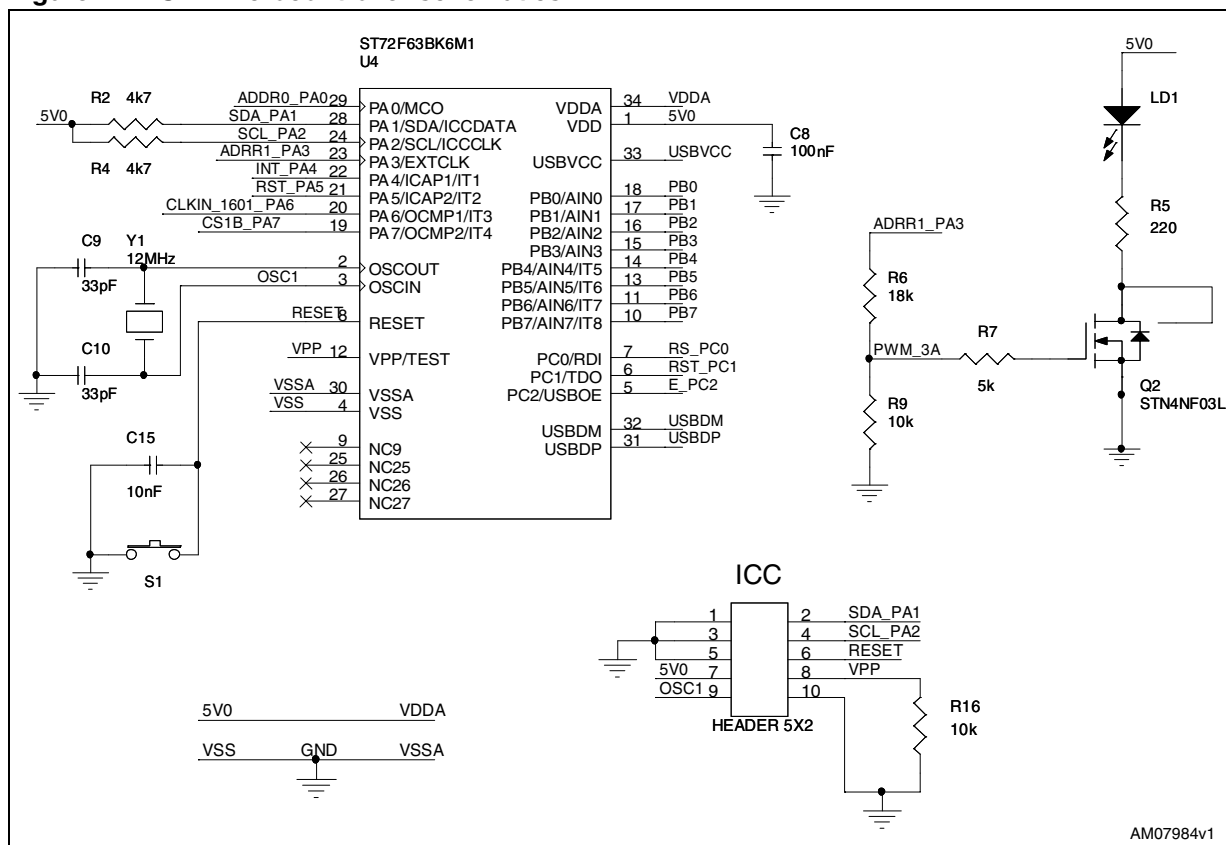 ST72F63BK6M1
U4
5V0
R2 4k7
R4 4k7
ADDR0_PA0 29 PA0/MCO
SDA_PA1 28 PA1/SDA/ICCDATA
SCL_PA2 24 PA2/SCL/ICCCLK
ADRR1_PA3 23 PA3/EXTCLK
INT_PA4 22 PA4/ICAP1/IT1
RST_PA5 21 PA5/ICAP2/IT2
CLKIN_1601_PA6 20 PA6/OCMP1/IT3
CS1B_PA7 19 PA7/OCMP2/IT4
C9
33pF
Y1
12MHz
2 OSCOUT
OSC1 3 OSCIN
RESET 8 RESET
C10
33pF
VPP 12 VPP/TEST
VSSA 30 VSSA
VSS 4 VSS
9 NC9
25 NC25
26 NC26
27 NC27
C15
10nF
S1
VDDA 34 VDDA
VDD 1 5V0
C8
100nF
USBVCC 33 USBVCC
PB0/AIN0 18 PB0
PB1/AIN1 17 PB1
PB2/AIN2 16 PB2
PB3/AIN3 15 PB3
PB4/AIN4/IT5 14 PB4
PB5/AIN5/IT6 13 PB5
PB6/AIN6/IT7 11 PB6
PB7/AIN7/IT8 10 PB7
PC0/RDI 7 RS_PC0
PC1/TDO 6 RST_PC1
PC2/USBOE 5 E_PC2
USBDM 32 USBDM
USBDP 31 USBDP
5V0
LD1
R5
220
ADRR1_PA3
R6
18k
PWM_3A
R7
5k
R9
10k
Q2
STN4NF03L
ICC
1 2 SDA_PA1
3 4 SCL_PA2
5 6 RESET
5V0 7 8 VPP
OSC1 9 10
HEADER 5X2
R16
10k
5V0 VDDA
VSS GND VSSA
AM07984v1